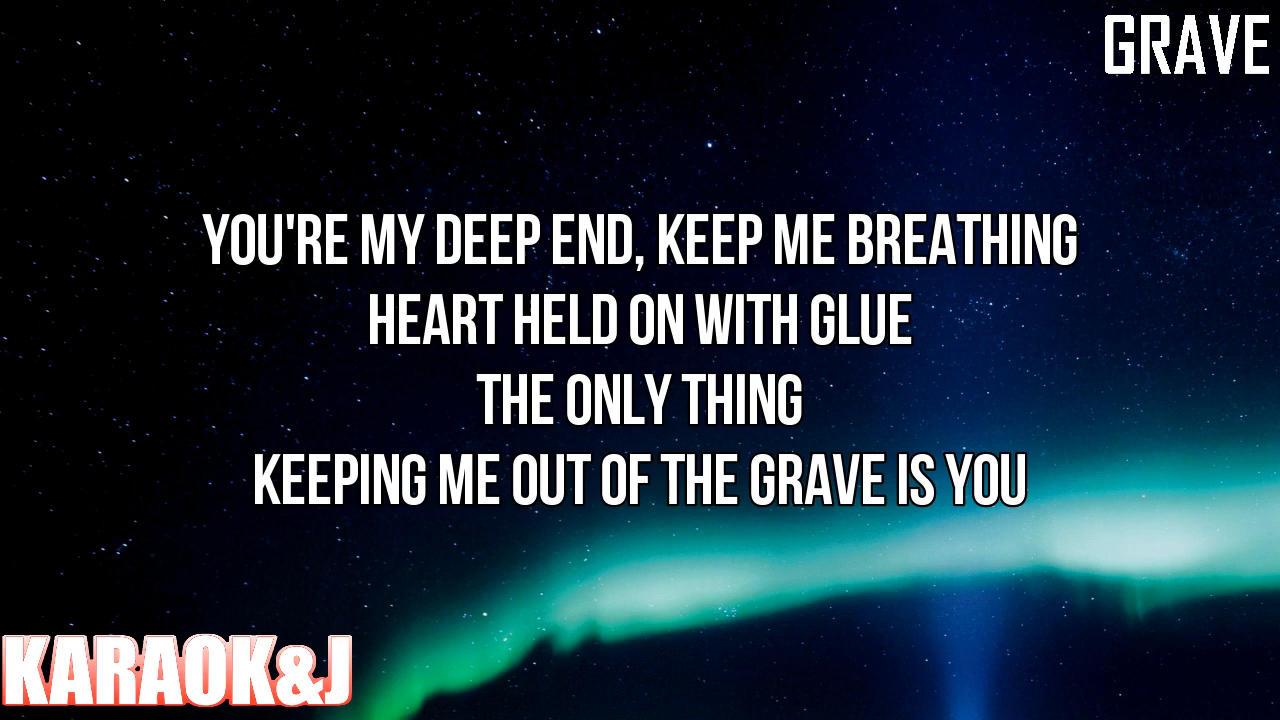 GRAVE
YOU'RE MY DEEP END, KEEP ME BREATHING
HEART HELD ON WITH GLUE
THE ONLY THING
KEEPING ME OUT OF THE GRAVE IS YOU
KARAOK&J